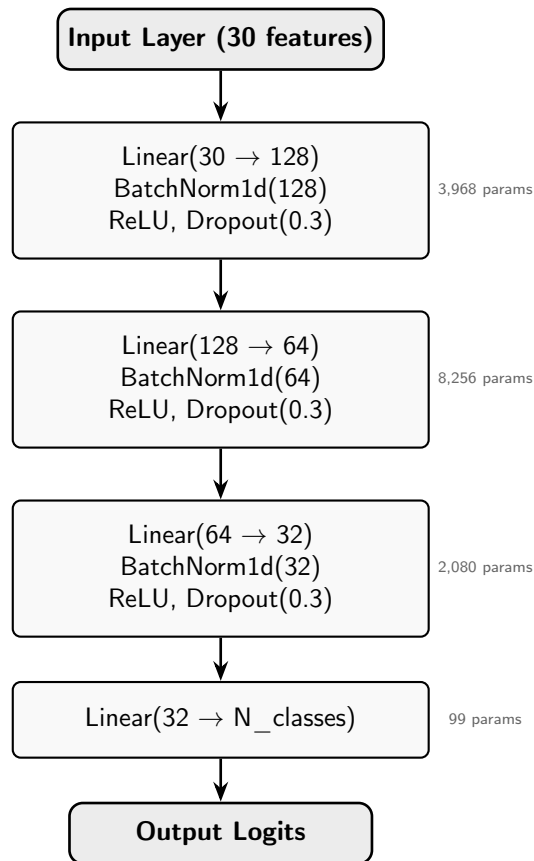 Input Layer (30 features)
Linear(30 → 128)
BatchNorm1d(128)
ReLU, Dropout(0.3)
3,968 params
Linear(128 → 64)
BatchNorm1d(64)
ReLU, Dropout(0.3)
8,256 params
Linear(64 → 32)
BatchNorm1d(32)
ReLU, Dropout(0.3)
2,080 params
Linear(32 → N_classes)
99 params
Output Logits